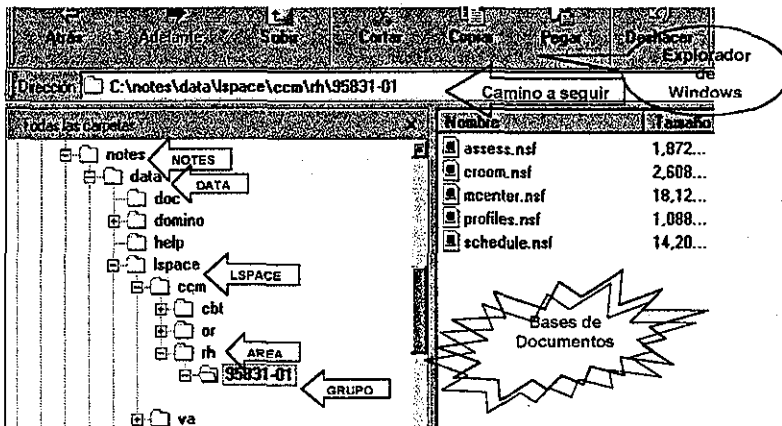 Atrás Adelante Subir Cortar Copiar Pegar Deshacer
Explorador
de
Windows
Dirección C:\notes\data\lspace\ccm\rh\95831-01
Camino a seguir
Todas las carpetas
Nombre Tamaño
notes NOTES
data DATA
doc
domino
help
lspace LSPACE
ccm
cbt
or
rh AREA
95831-01 GRUPO
va
assess.nsf 1,872...
croom.nsf 2,608...
mcenter.nsf 18,12...
profiles.nsf 1,088...
schedule.nsf 14,20...
Bases de
Documentos